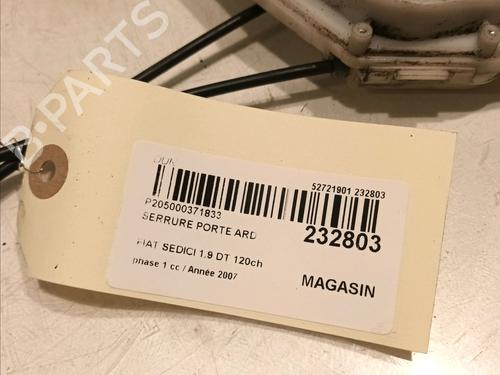 B-PARTS
52721901 232803
P205000371833
SERRURE PORTE ARD
232803
FIAT SEDICI 1.9 DT 120ch
phase 1 cc / Année 2007
MAGASIN